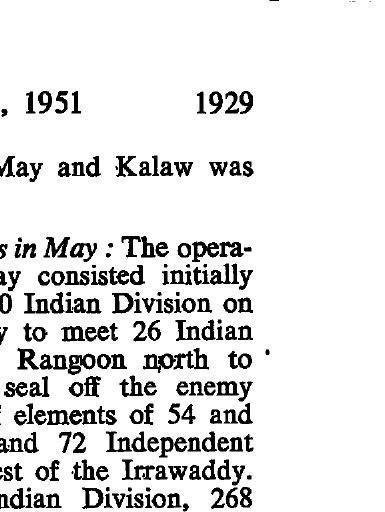 , 1951 1929
May and Kalaw was
s in May : The opera-
ay consisted initially
0 Indian Division on
y to meet 26 Indian
Rangoon north to
seal off the enemy
elements of 54 and
and 72 Independent
est of the Irrawaddy.
ndian Division, 268